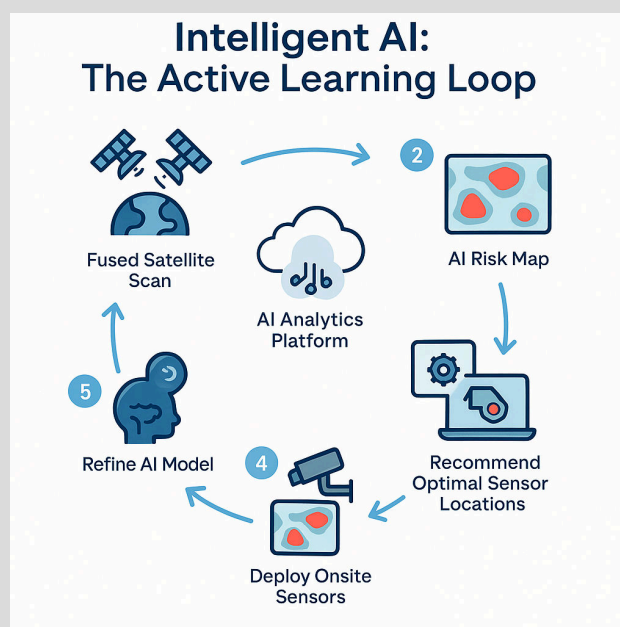 Intelligent AI:
The Active Learning Loop
Fused Satellite
Scan
2
AI Risk Map
AI Analytics
Platform
Recommend
Optimal Sensor
Locations
4
Deploy Onsite
Sensors
5
Refine AI Model